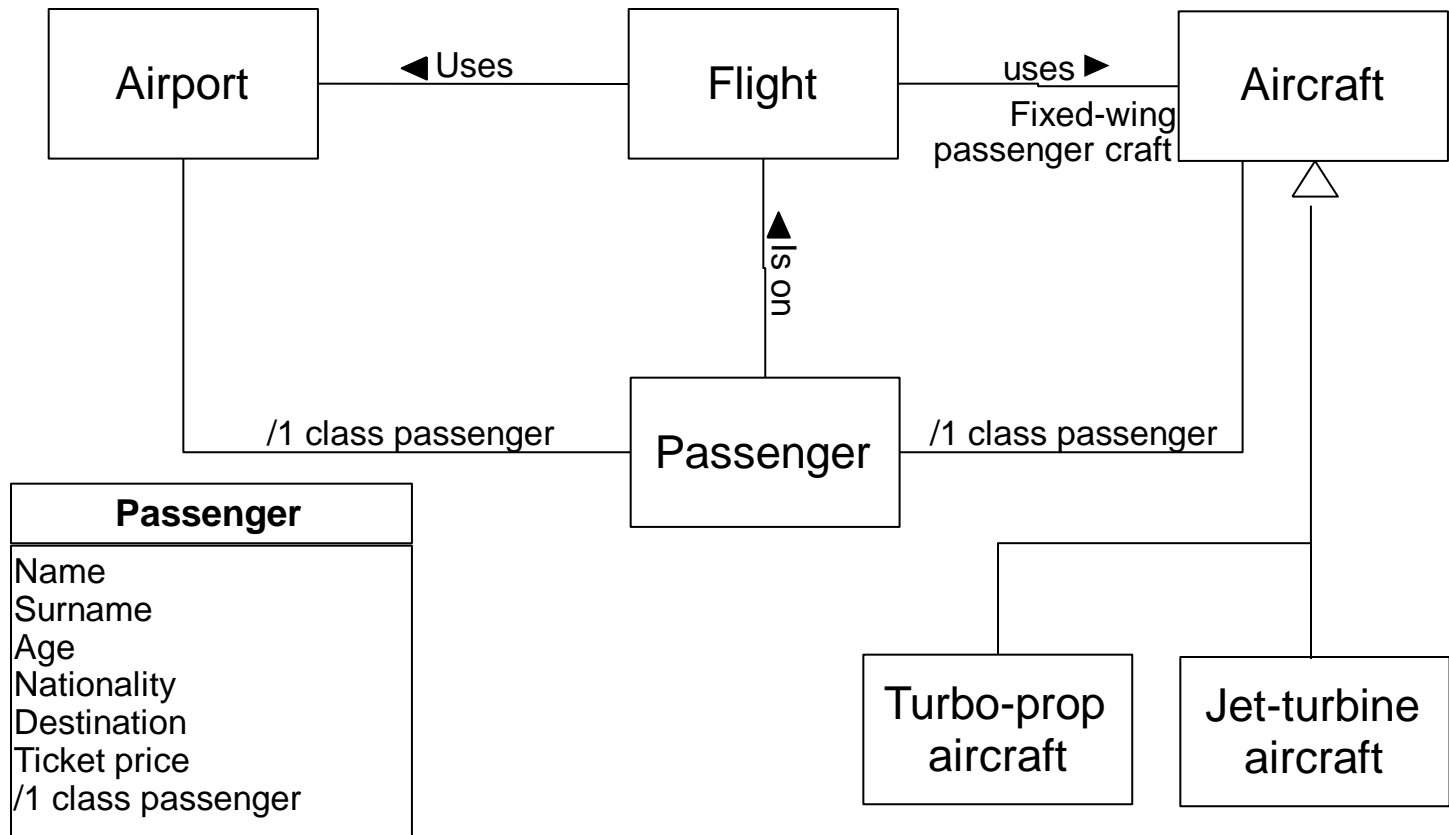 Airport
◀ Uses
Flight
uses ▶
Aircraft
Fixed-wing
passenger craft
▲ Is on
/1 class passenger
Passenger
/1 class passenger
Passenger
Name
Surname
Age
Nationality
Destination
Ticket price
/1 class passenger
Turbo-prop
aircraft
Jet-turbine
aircraft